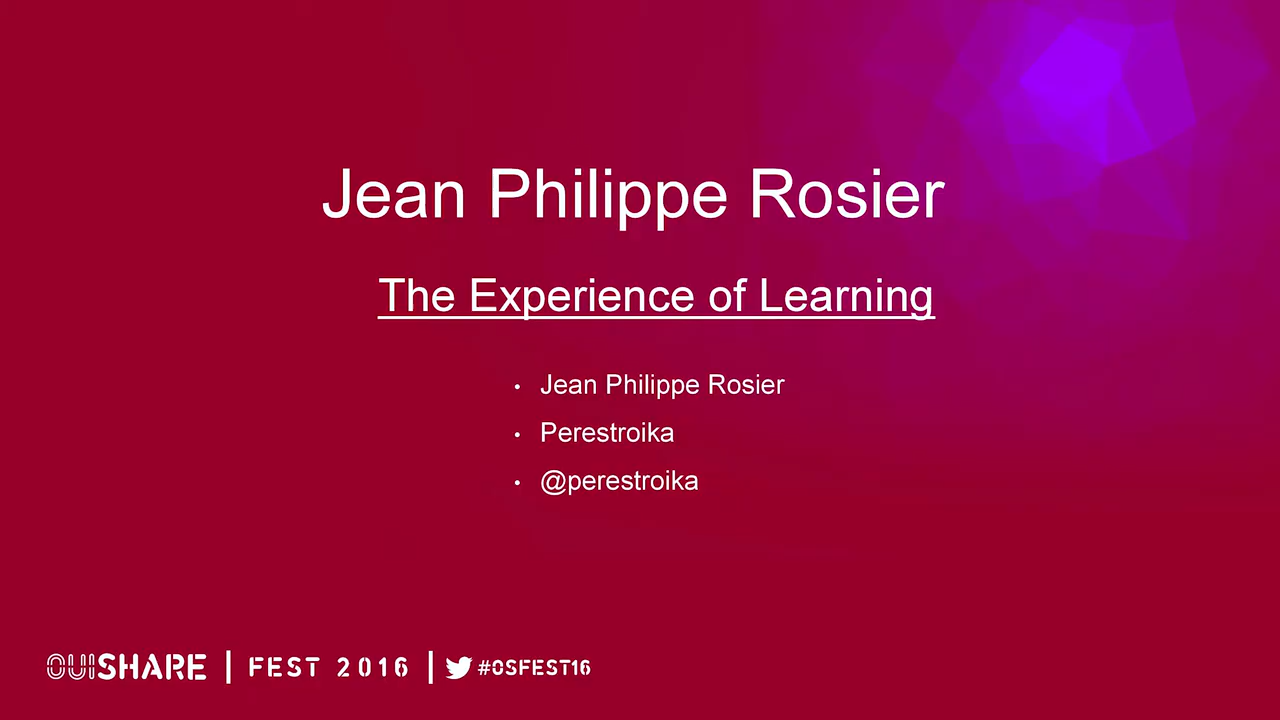 Jean Philippe Rosier
The Experience of Learning
• Jean Philippe Rosier
• Perestroika
• @perestroika
OUISHARE | FEST 2016 | #OSFEST16